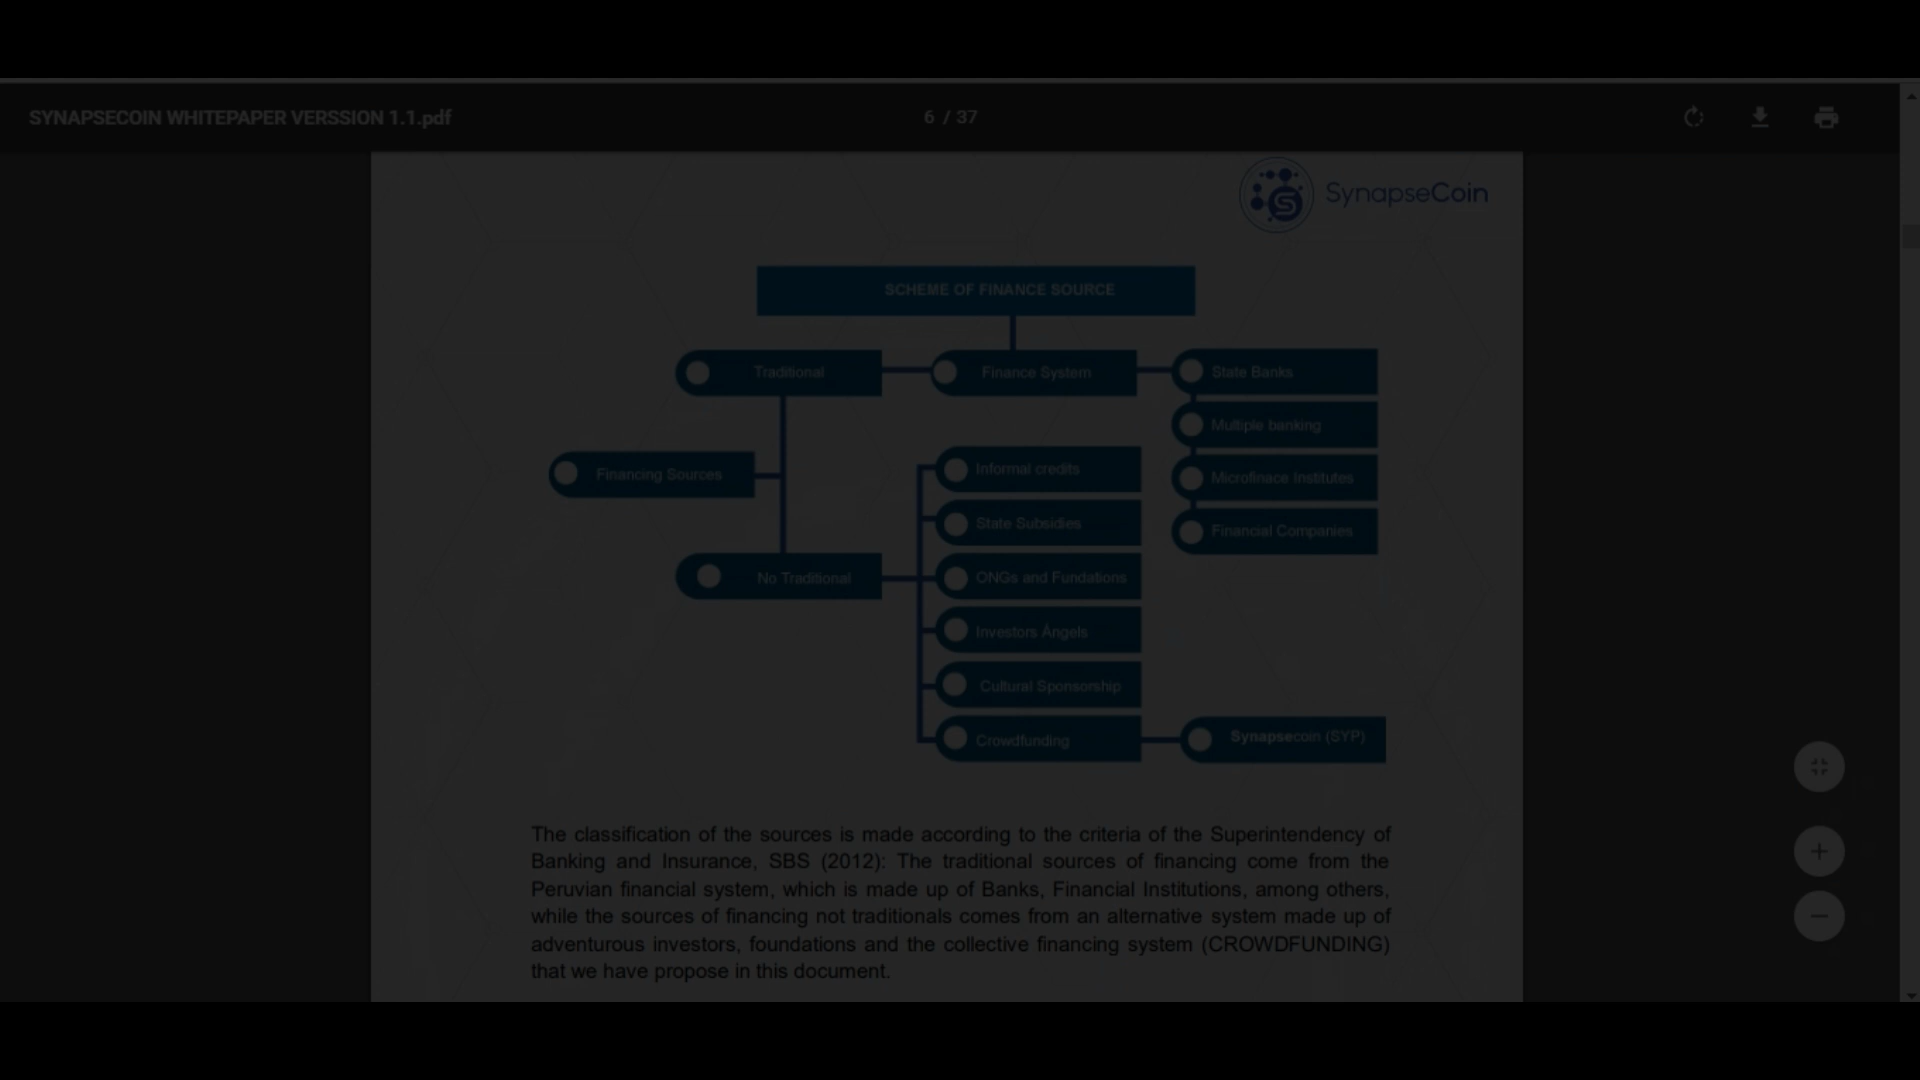 SYNAPSECOIN WHITEPAPER VERSSION 1.1.pdf
6 / 37
SynapseCoin
SCHEME OF FINANCE SOURCE
Traditional
Finance System
State Banks
Multiple banking
Informal credits
Financing Sources
Microfinace Institutes
State Subsidies
Financial Companies
No Traditional
ONGs and Fundations
Investors Ángels
Cultural Sponsorship
Crowdfunding
Synapsecoin (SYP)
The classification of the sources is made according to the criteria of the Superintendency of
Banking and Insurance, SBS (2012): The traditional sources of financing come from the
Peruvian financial system, which is made up of Banks, Financial Institutions, among others,
while the sources of financing not traditionals comes from an alternative system made up of
adventurous investors, foundations and the collective financing system (CROWDFUNDING)
that we have propose in this document.